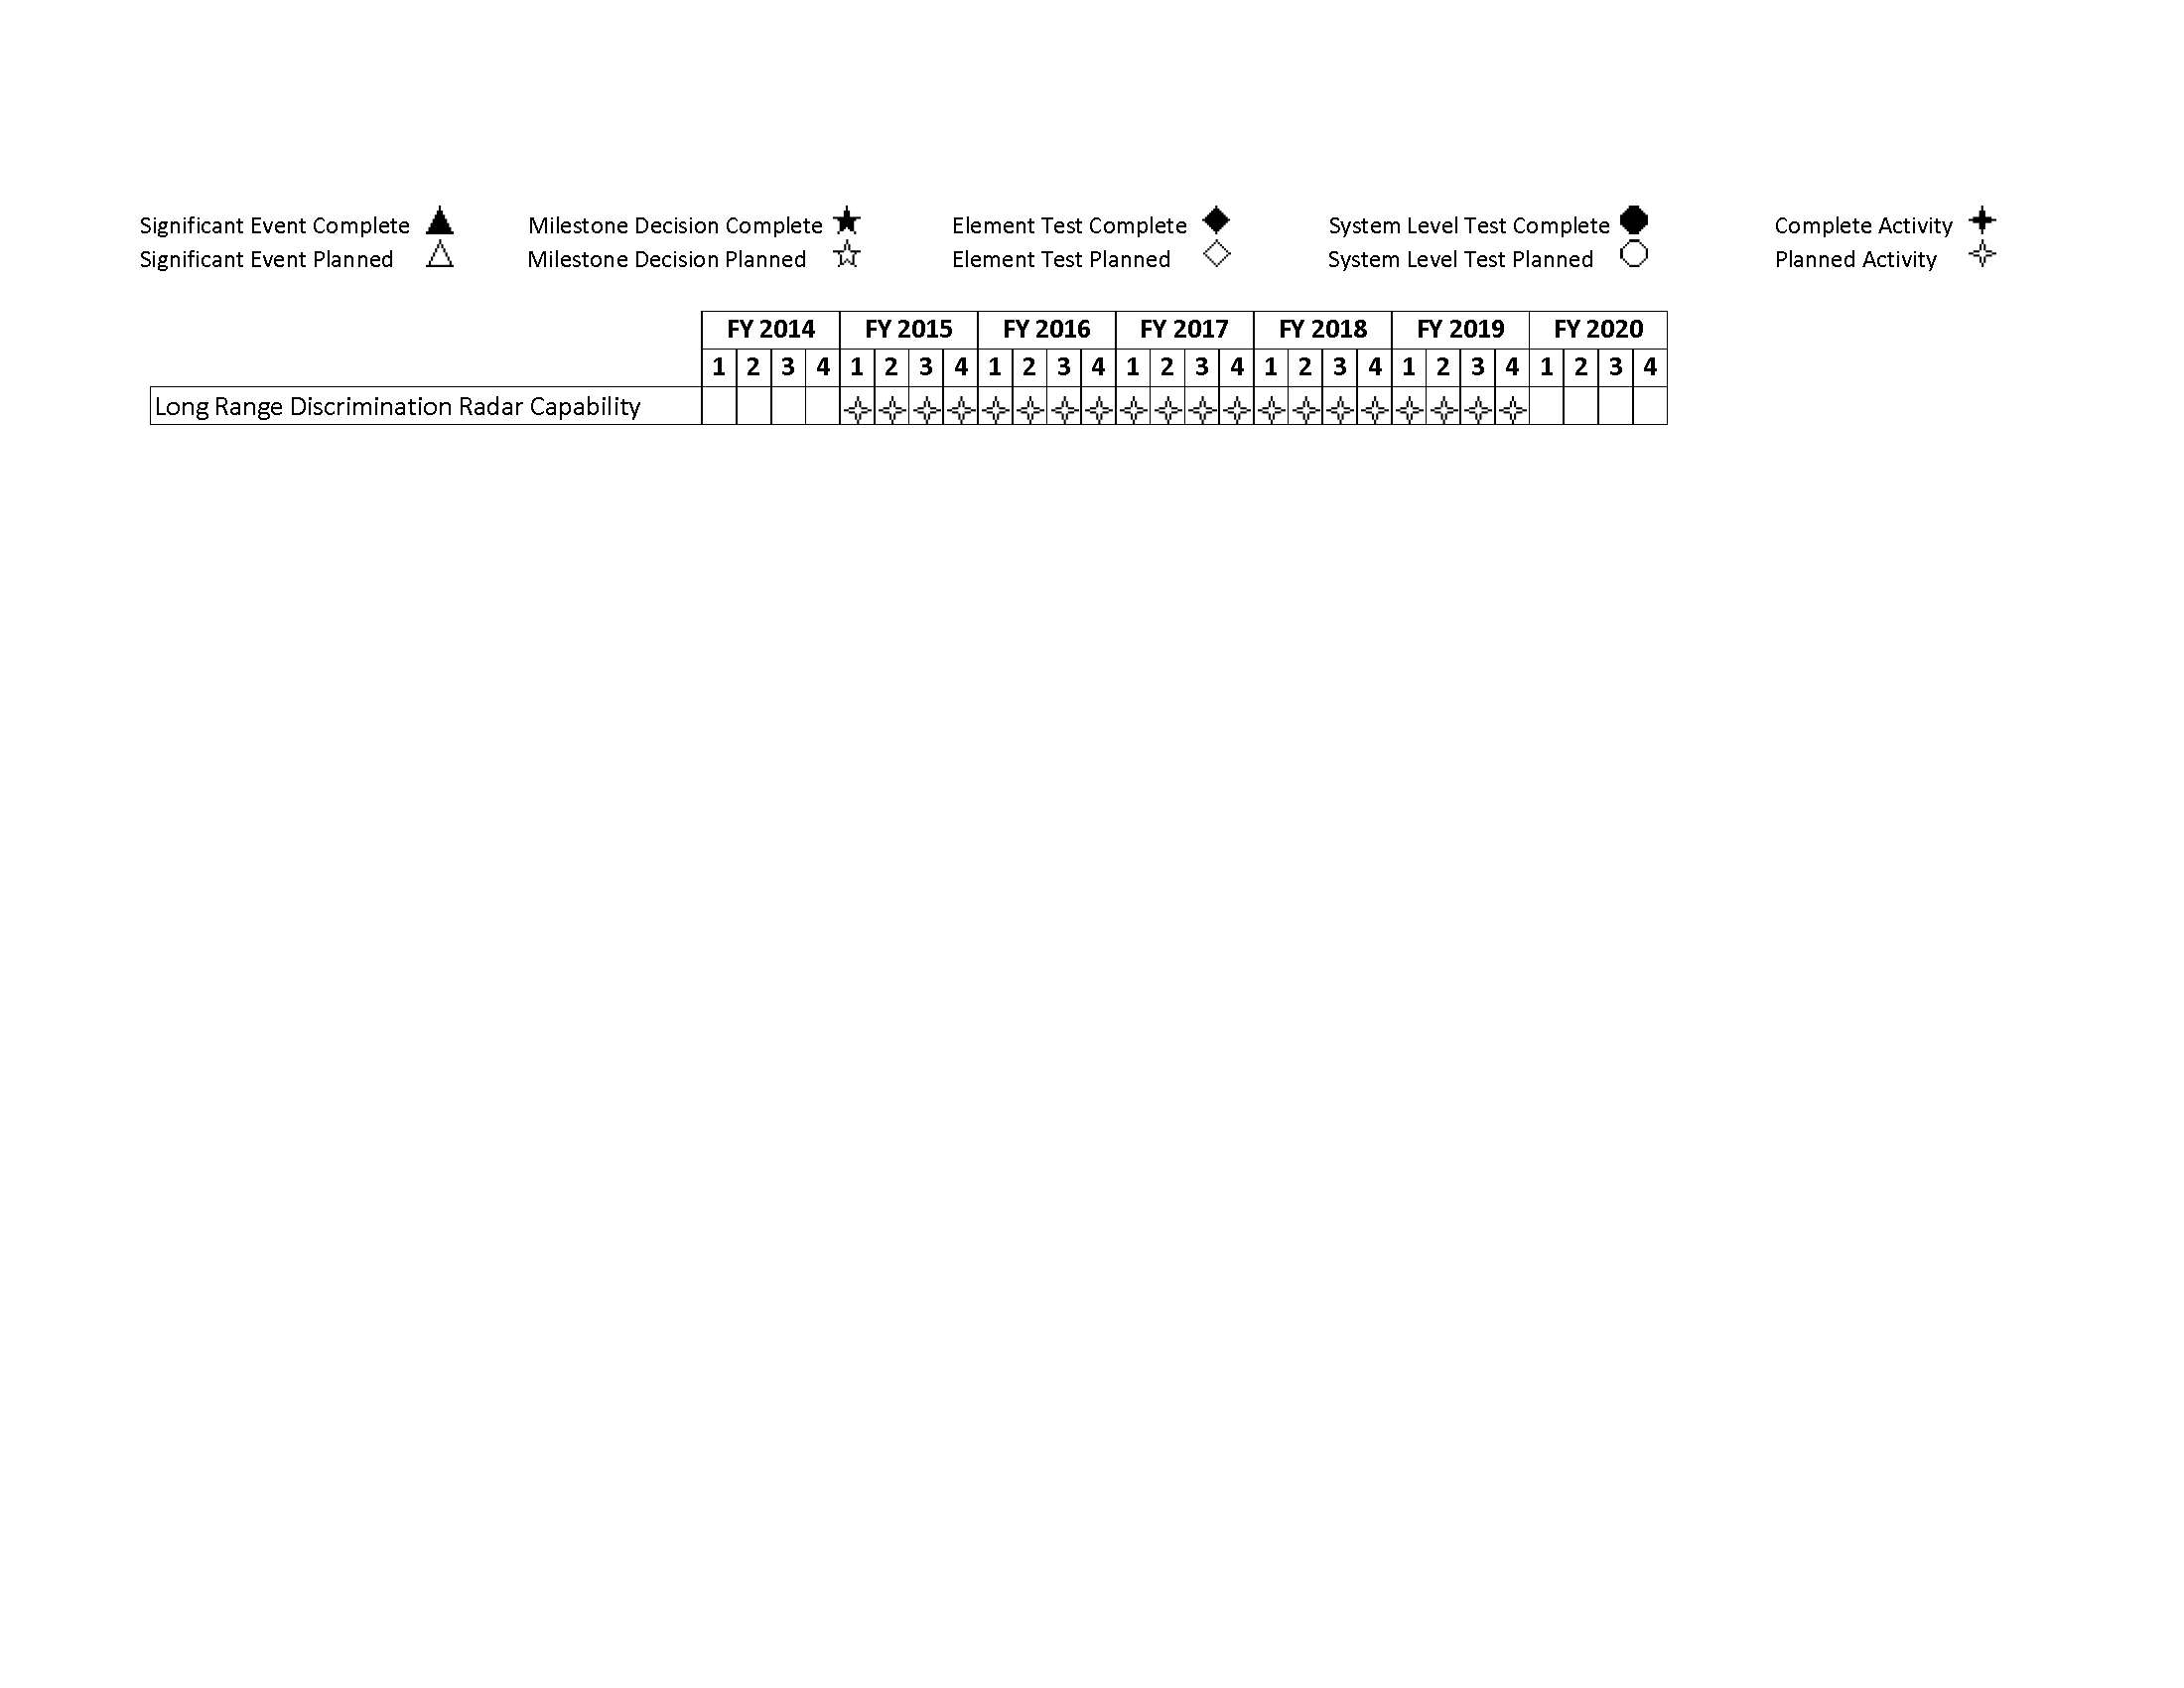 Significant Event Complete Milestone Decision Complete Element Test Complete System Level Test Complete Complete Activity
Significant Event Planned Milestone Decision Planned Element Test Planned System Level Test Planned Planned Activity
FY 2014 FY 2015 FY 2016 FY 2017 FY 2018 FY 2019 FY 2020
1 2 3 4 1 2 3 4 1 2 3 4 1 2 3 4 1 2 3 4 1 2 3 4 1 2 3 4
Long Range Discrimination Radar Capability